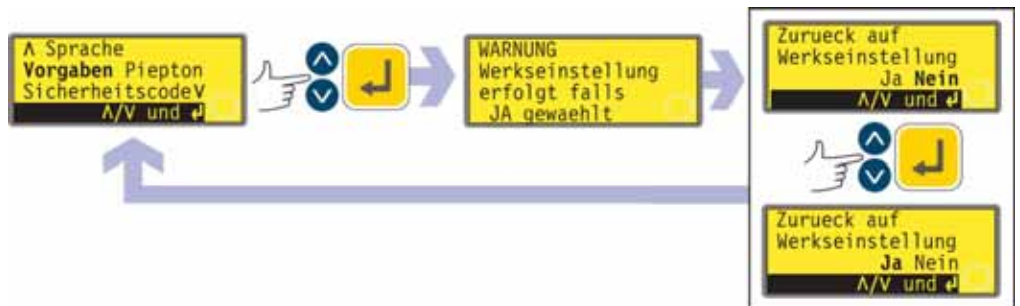 Λ Sprache
Vorgaben Piepton
SicherheitscodeV
Λ/V und ↵
WARNUNG
Werkseinstellung
erfolgt falls
JA gewaehlt
Zurueck auf
Werkseinstellung
Ja Nein
Λ/V und ↵
Zurueck auf
Werkseinstellung
Ja Nein
Λ/V und ↵